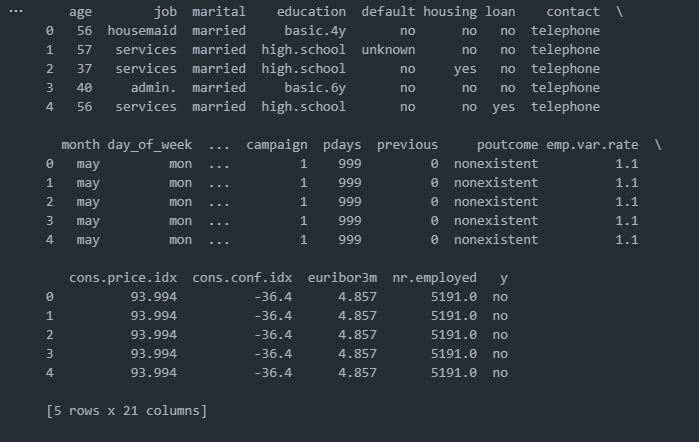 ...
age job marital education default housing loan contact \
0 56 housemaid married basic.4y no no no telephone
1 57 services married high.school unknown no no telephone
2 37 services married high.school no yes no telephone
3 40 admin. married basic.6y no no no telephone
4 56 services married high.school no no yes telephone
month day_of_week ... campaign pdays previous poutcome emp.var.rate \
0 may mon ... 1 999 0 nonexistent 1.1
1 may mon ... 1 999 0 nonexistent 1.1
2 may mon ... 1 999 0 nonexistent 1.1
3 may mon ... 1 999 0 nonexistent 1.1
4 may mon ... 1 999 0 nonexistent 1.1
cons.price.idx cons.conf.idx euribor3m nr.employed y
0 93.994 -36.4 4.857 5191.0 no
1 93.994 -36.4 4.857 5191.0 no
2 93.994 -36.4 4.857 5191.0 no
3 93.994 -36.4 4.857 5191.0 no
4 93.994 -36.4 4.857 5191.0 no
[5 rows x 21 columns]